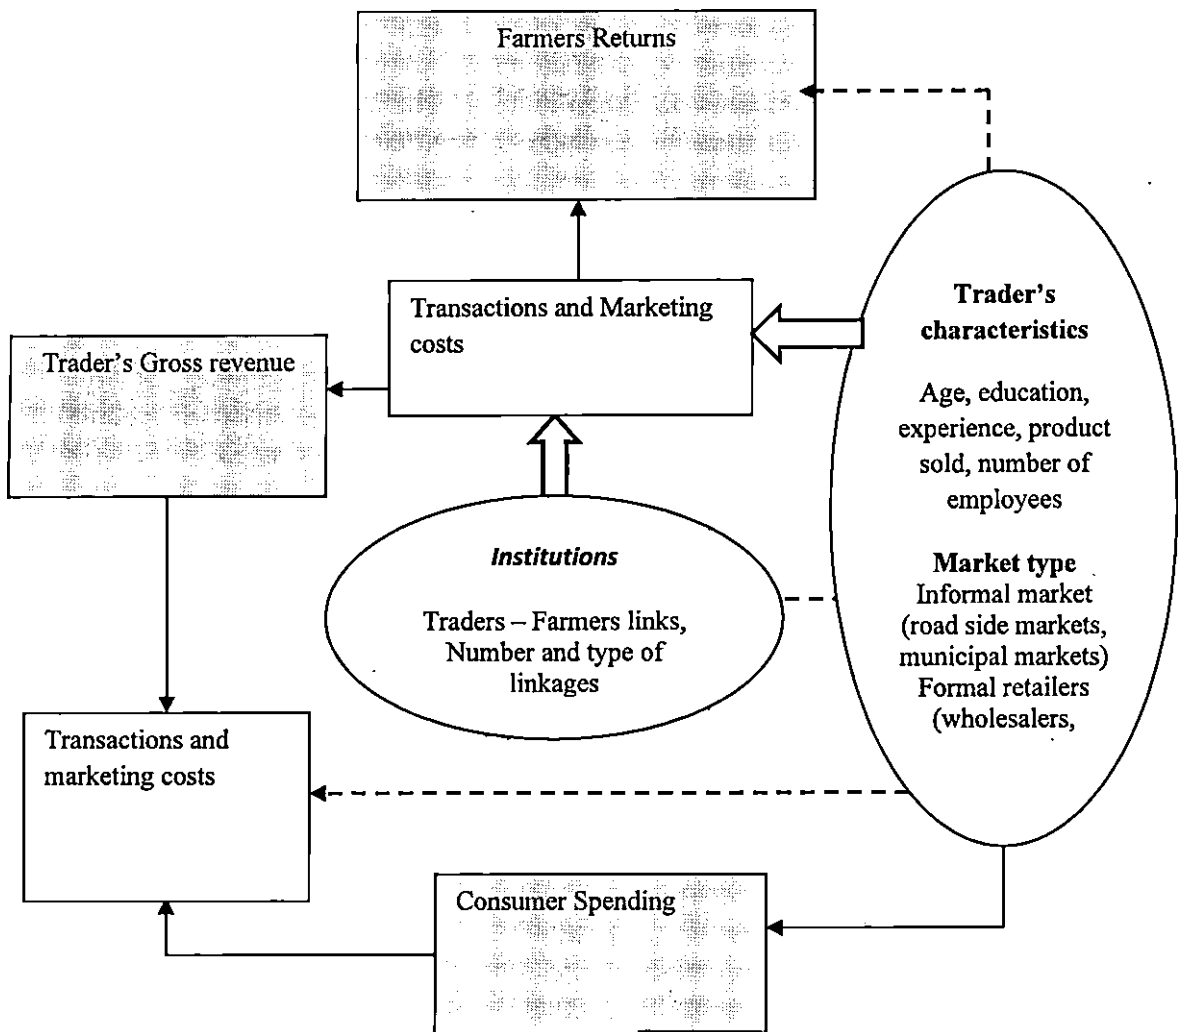 Farmers Returns
Transactions and Marketing
costs
Trader's Gross revenue
Trader's
characteristics
Age, education,
experience, product
sold, number of
employees
Market type
Informal market
(road side markets,
municipal markets)
Formal retailers
(wholesalers,
Institutions
Traders – Farmers links,
Number and type of
linkages
Transactions and
marketing costs
Consumer Spending